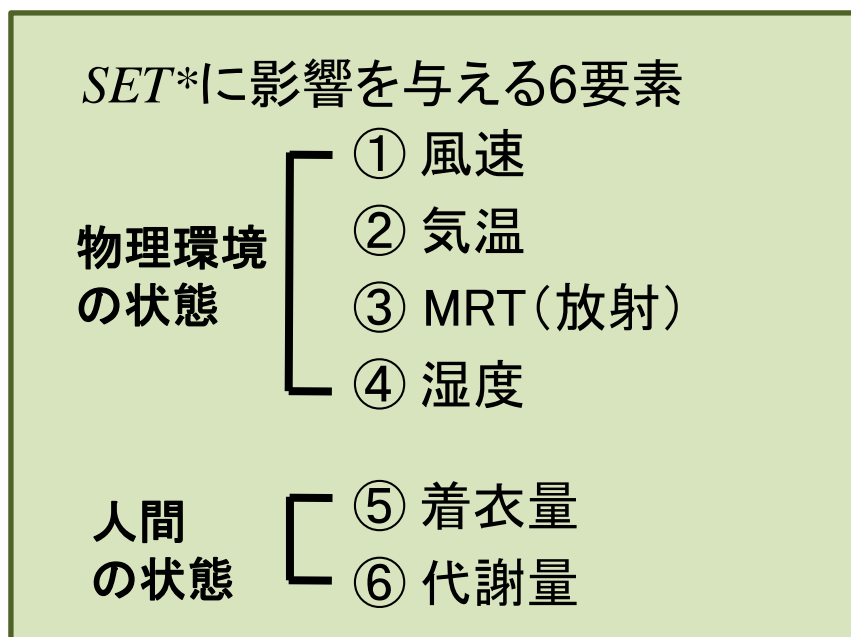 SET*に影響を与える6要素
物理環境
の状態
① 風速
② 気温
③ MRT（放射）
④ 湿度
人間
の状態
⑤ 着衣量
⑥ 代謝量